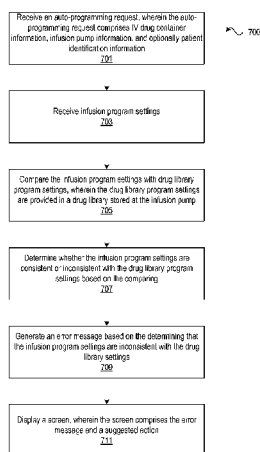 Receive an auto-programming request, wherein the auto-
programming request comprises IV drug container
information, infusion pump information, and optionally patient
identification information
701
700
Receive infusion program settings
703
Compare the infusion program settings with drug library
program settings, wherein the drug library program settings
are provided in a drug library stored at the infusion pump
705
Determine whether the infusion program settings are
consistent or inconsistent with the drug library program
settings based on the comparing
707
Generate an error message based on the determining that
the infusion program settings are inconsistent with the drug
library settings
709
Display a screen, wherein the screen comprises the error
message and a suggested action
711